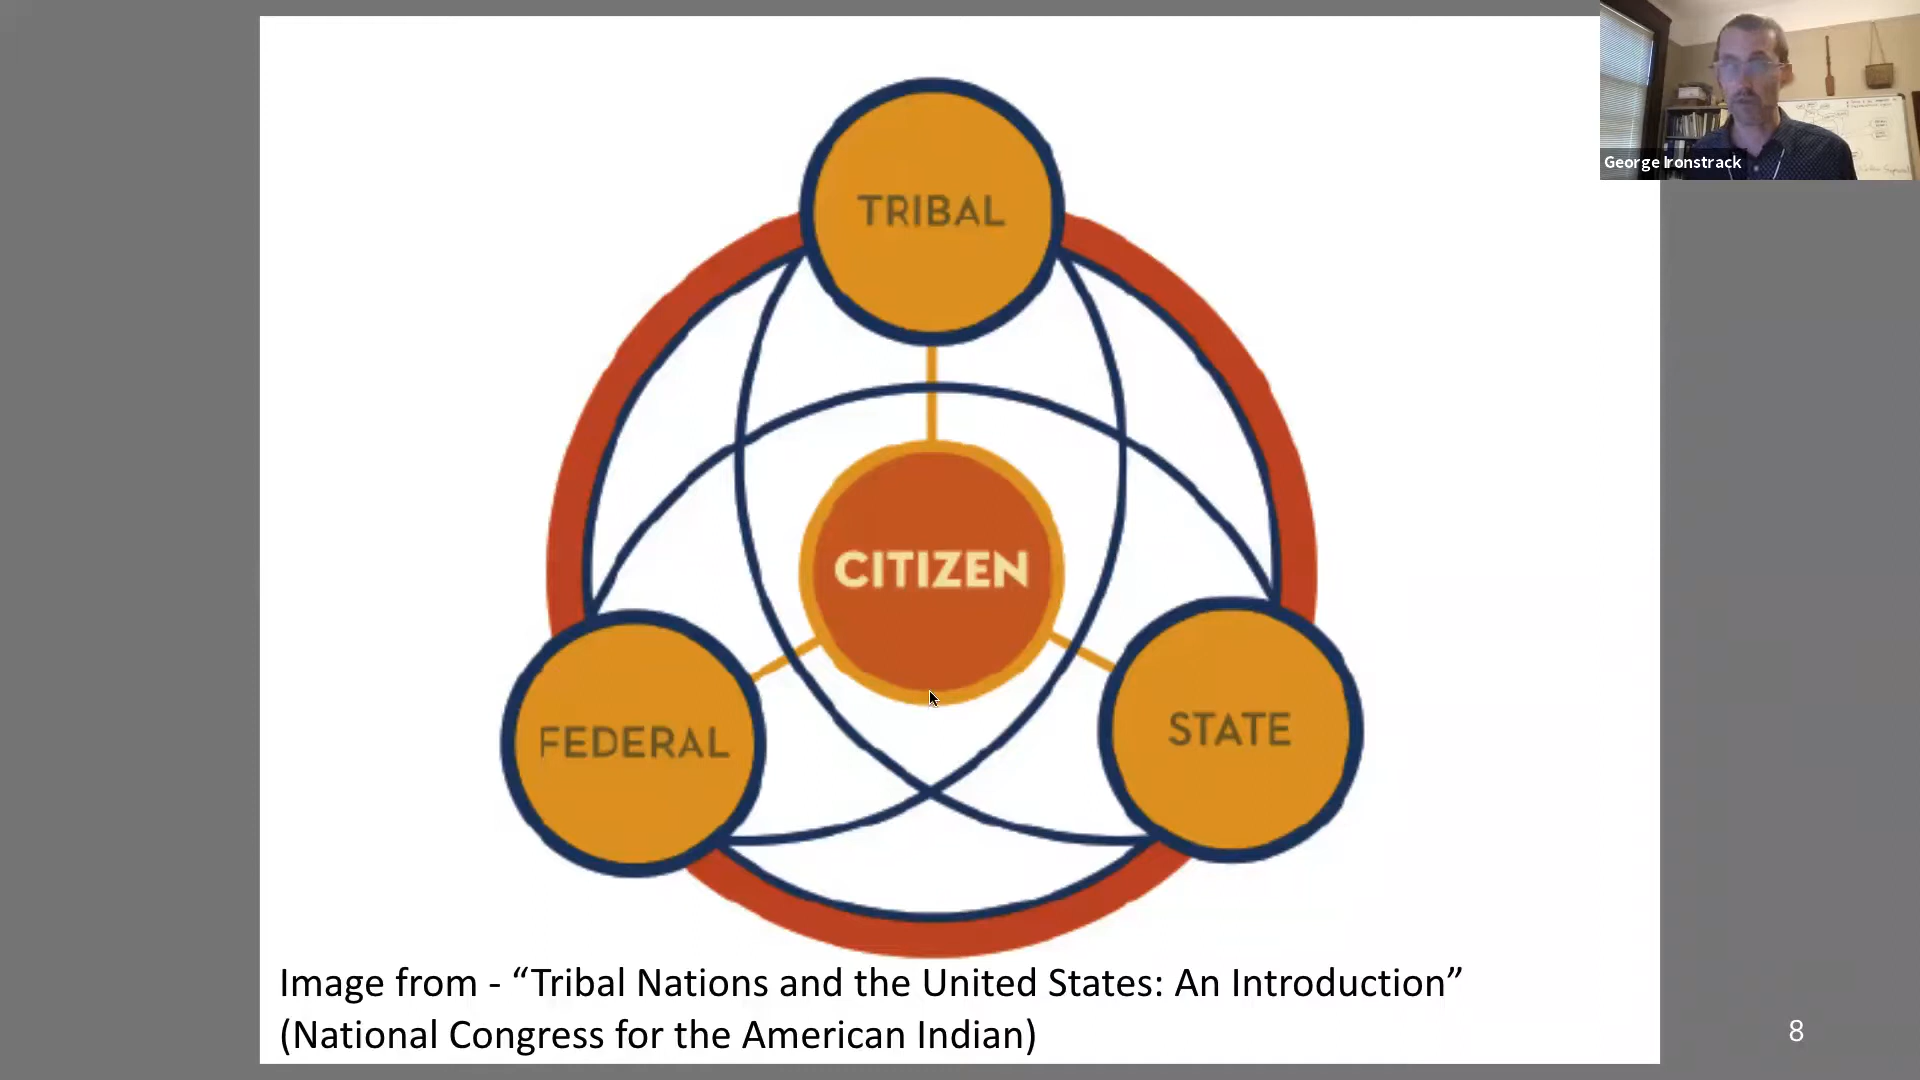 TRIBAL
George Ironstrack
CITIZEN
FEDERAL
STATE
Image from - “Tribal Nations and the United States: An Introduction”
(National Congress for the American Indian)
8